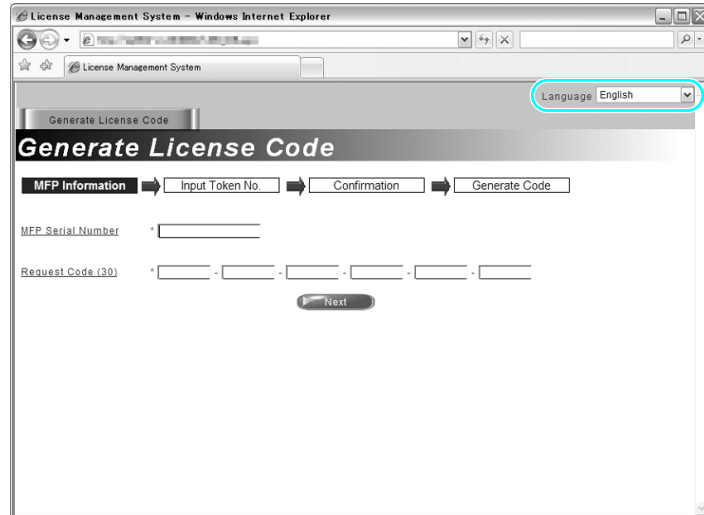 License Management System - Windows Internet Explorer
License Management System
Language English
Generate License Code
Generate License Code
MFP Information Input Token No. Confirmation Generate Code
MFP Serial Number *
Request Code (30) * - - - - -
Next